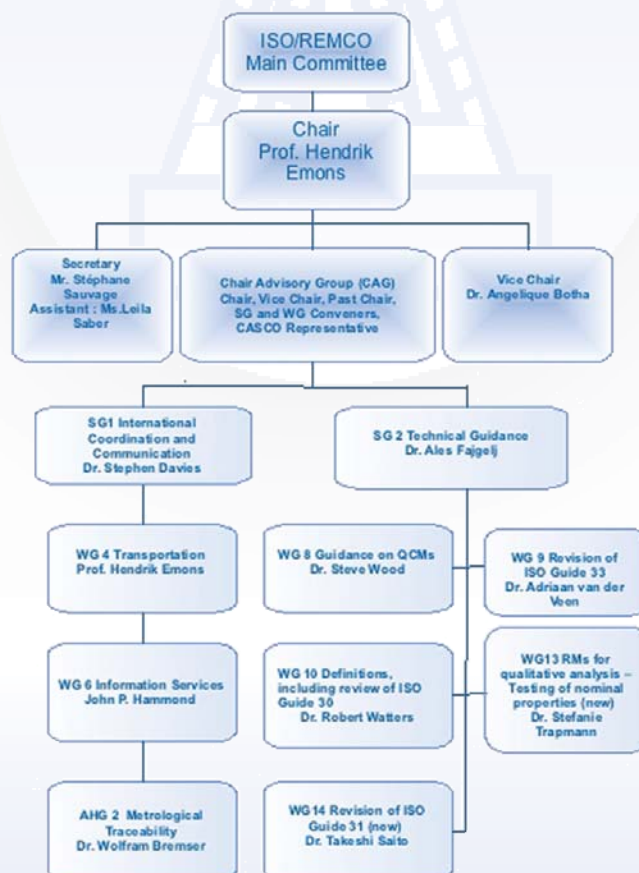 ISO/REMCO
Main Committee
Chair
Prof. Hendrik
Emons
Secretary
Mr. Stéphane
Sauvage
Assistant : Ms.Leila
Saber
Chair Advisory Group (CAG)
Chair, Vice Chair, Past Chair,
SG and WG Conveners,
CASCO Representative
Vice Chair
Dr. Angelique Botha
SG1 International
Coordination and
Communication
Dr. Stephen Davies
SG 2 Technical Guidance
Dr. Ales Fajgelj
WG 4 Transportation
Prof. Hendrik Emons
WG 8 Guidance on QCMs
Dr. Steve Wood
WG 9 Revision of
ISO Guide 33
Dr. Adriaan van der
Veen
WG 6 Information Services
John P. Hammond
WG 10 Definitions,
including review of ISO
Guide 30
Dr. Robert Watters
WG13 RMs for
qualitative analysis –
Testing of nominal
properties (new)
Dr. Stefanie
Trapmann
AHG 2 Metrological
Traceability
Dr. Wolfram Bremser
WG14 Revision of ISO
Guide 31 (new)
Dr. Takeshi Saito